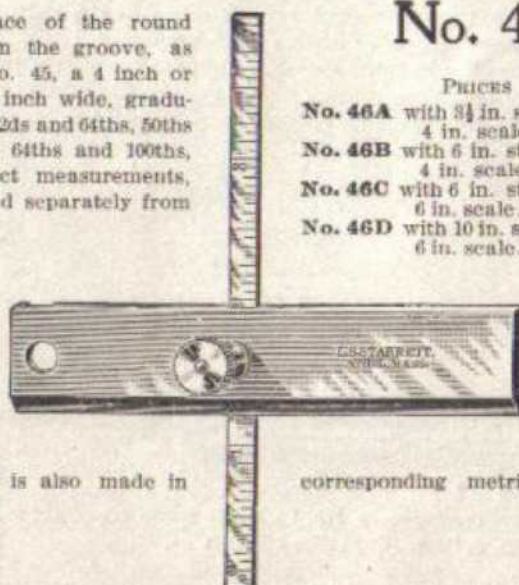 ace of the round
n the groove, as
o. 45, a 4 inch or
inch wide, gradu-
2ds and 64ths, 50ths
64ths and 100ths,
ct measurements,
d separately from
No. 4
PRICES
No. 46A with 3½ in. s
4 in. scale
No. 46B with 6 in. st
4 in. scale
No. 46C with 6 in. st
6 in. scale
No. 46D with 10 in. s
6 in. scale
L.S. STARRETT.
is also made in
corresponding metri